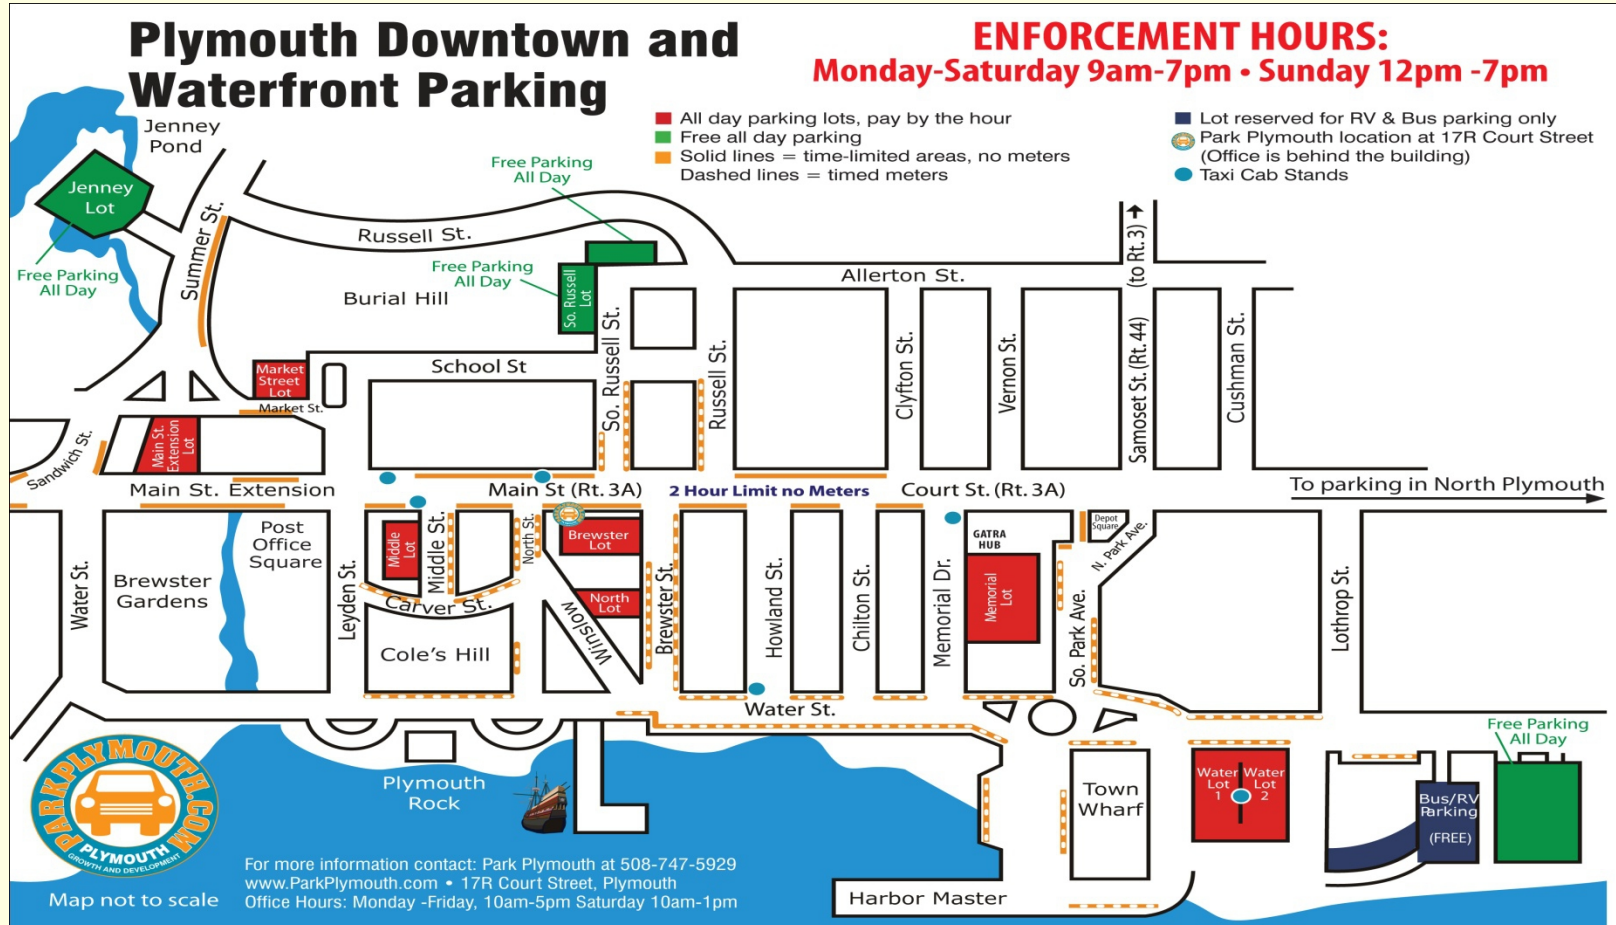 Plymouth Downtown and
Waterfront Parking
ENFORCEMENT HOURS:
Monday-Saturday 9am-7pm • Sunday 12pm -7pm
All day parking lots, pay by the hour
Free all day parking
Solid lines = time-limited areas, no meters
Dashed lines = timed meters
Lot reserved for RV & Bus parking only
Park Plymouth location at 17R Court Street
(Office is behind the building)
Taxi Cab Stands
Jenney
Pond
Jenney
Lot
Free Parking
All Day
Summer St.
Russell St.
Free Parking
All Day
Free Parking
All Day
So. Russell
Lot
Burial Hill
Allerton St.
(to Rt. 3)
School St
So. Russell St.
Russell St.
Clyfton St.
Vernon St.
Samoset St. (Rt. 44)
Cushman St.
Market
Street
Lot
Market St.
Main St.
Extension
Lot
Sandwich St.
Main St. Extension
Main St (Rt. 3A)
2 Hour Limit no Meters
Court St. (Rt. 3A)
To parking in North Plymouth
Water St.
Brewster
Gardens
Post
Office
Square
Leyden St.
Middle
Lot
Middle St.
North St.
Carver St.
Cole's Hill
Brewster
Lot
North
Lot
Winslow
Brewster St.
Howland St.
Chilton St.
Memorial Dr.
GATRA
HUB
Memorial
Lot
So. Park Ave.
Depot
Square
N. Park Ave.
Lothrop St.
Water St.
Plymouth
Rock
Town
Wharf
Water
Lot
1
Water
Lot
2
Bus/RV
Parking
(FREE)
Free Parking
All Day
Harbor Master
PARKPLYMOUTH.COM
PLYMOUTH
GROWTH AND DEVELOPMENT
Map not to scale
For more information contact: Park Plymouth at 508-747-5929
www.ParkPlymouth.com • 17R Court Street, Plymouth
Office Hours: Monday -Friday, 10am-5pm Saturday 10am-1pm